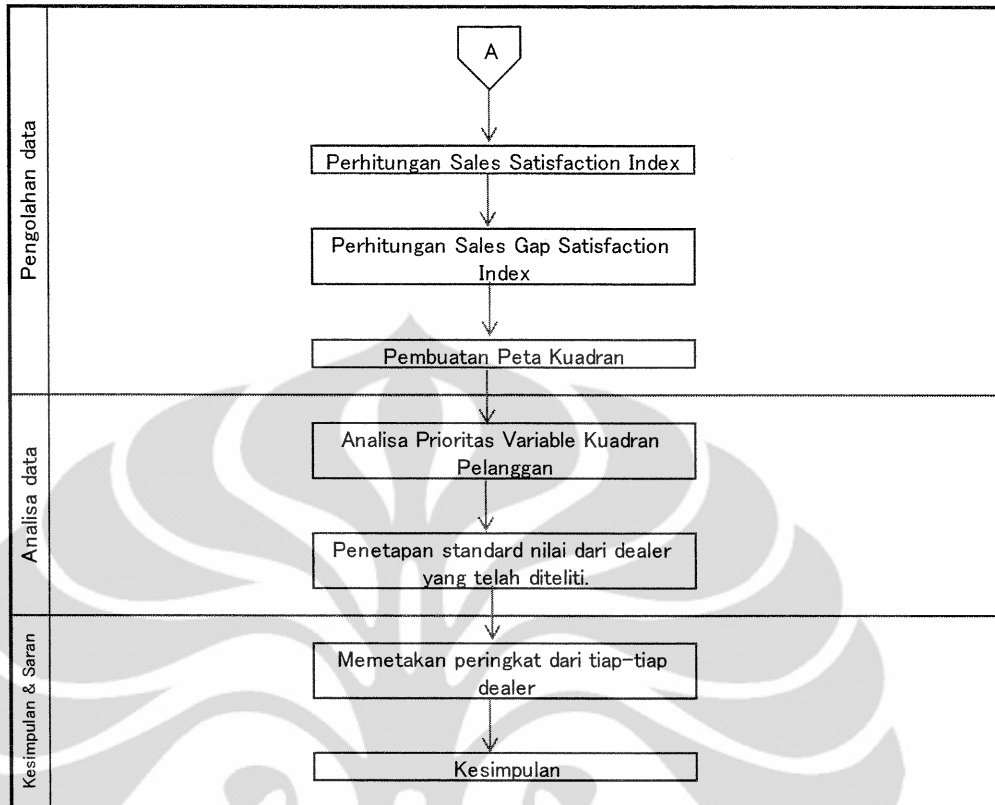 Pengolahan data
A
Perhitungan Sales Satisfaction Index
Perhitungan Sales Gap Satisfaction
Index
Pembuatan Peta Kuadran
Analisa data
Analisa Prioritas Variable Kuadran
Pelanggan
Penetapan standard nilai dari dealer
yang telah diteliti.
Kesimpulan & Saran
Memetakan peringkat dari tiap-tiap
dealer
Kesimpulan